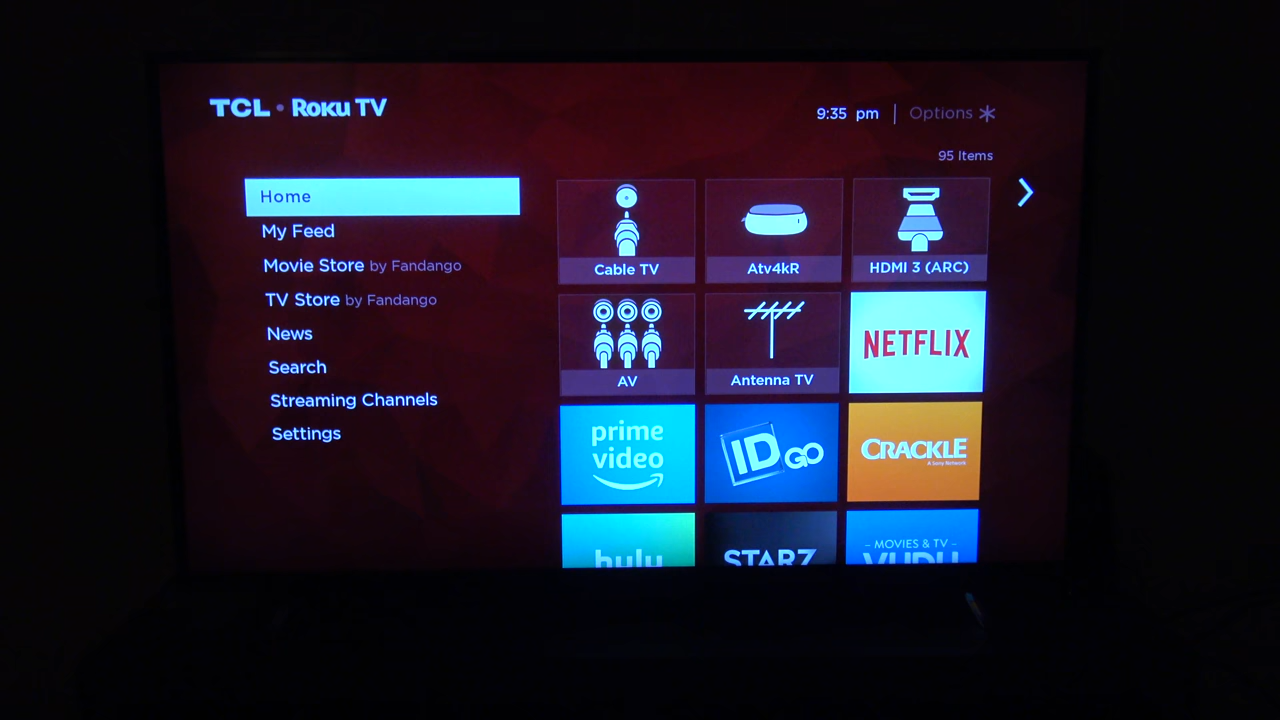 TCL • Roku TV
9:35 pm | Options *
95 Items
Home
My Feed
Movie Store by Fandango
TV Store by Fandango
News
Search
Streaming Channels
Settings
Cable TV
Atv4kR
HDMI 3 (ARC)
AV
Antenna TV
NETFLIX
prime
video
ID GO
CRACKLE
A Sony Network
hulu
STARZ
– MOVIES & TV –
VUDU